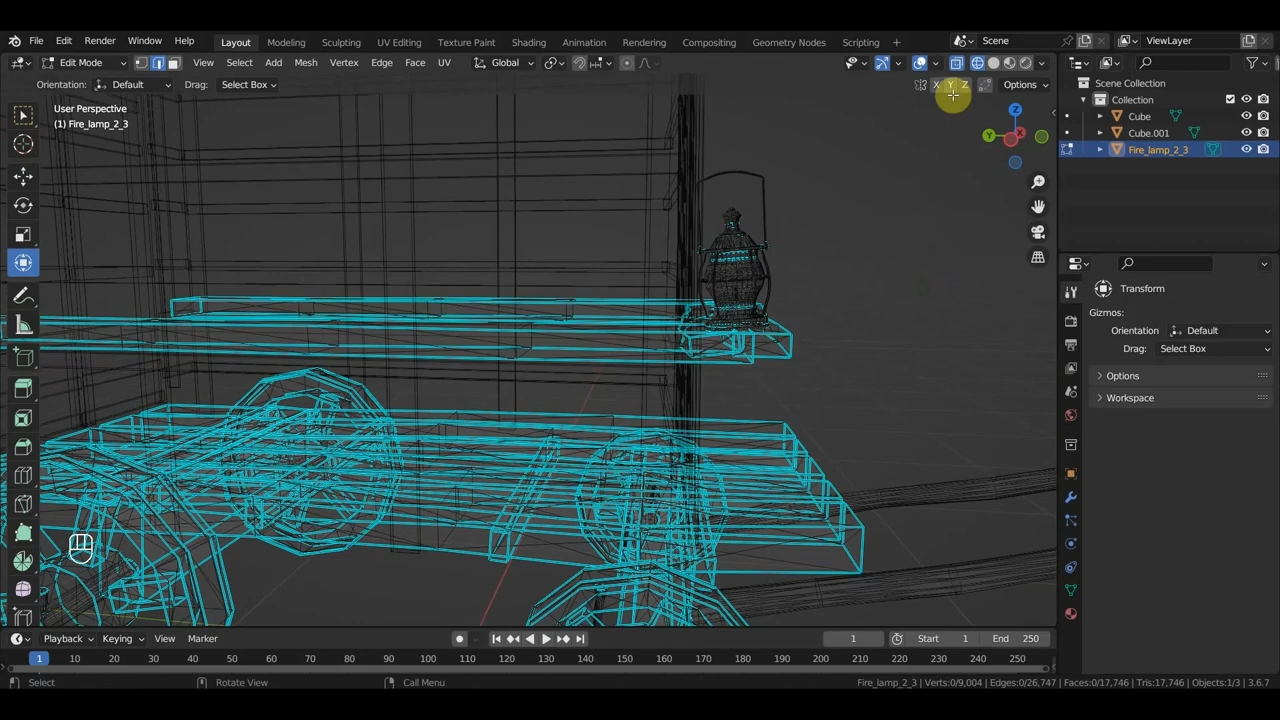 File Edit Render Window Help Layout Modeling Sculpting UV Editing Texture Paint Shading Animation Rendering Compositing Geometry Nodes Scripting + Scene ViewLayer
Edit Mode View Select Add Mesh Vertex Edge Face UV Global
Orientation: Default Drag: Select Box X Y Z Options
User Perspective
(1) Fire_lamp_2_3
Z
Y
X
Scene Collection
Collection
Cube
Cube.001
Fire_lamp_2_3
Transform
Gizmos:
Orientation Default
Drag: Select Box
Options
Workspace
Playback Keying View Marker 1 Start 1 End 250
1 10 20 30 40 50 60 70 80 90 100 110 120 130 140 150 160 170 180 190 200 210 220 230 240 250
Select Rotate View Call Menu Fire_lamp_2_3 | Verts:0/9,004 | Edges:0/26,747 | Faces:0/17,746 | Tris:17,746 | Objects:1/3 | 3.6.7